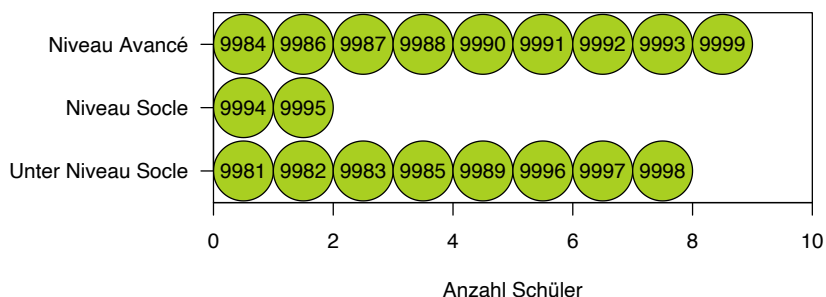 Niveau Avancé 9984 9986 9987 9988 9990 9991 9992 9993 9999
Niveau Socle 9994 9995
Unter Niveau Socle 9981 9982 9983 9985 9989 9996 9997 9998
0 2 4 6 8 10
Anzahl Schüler